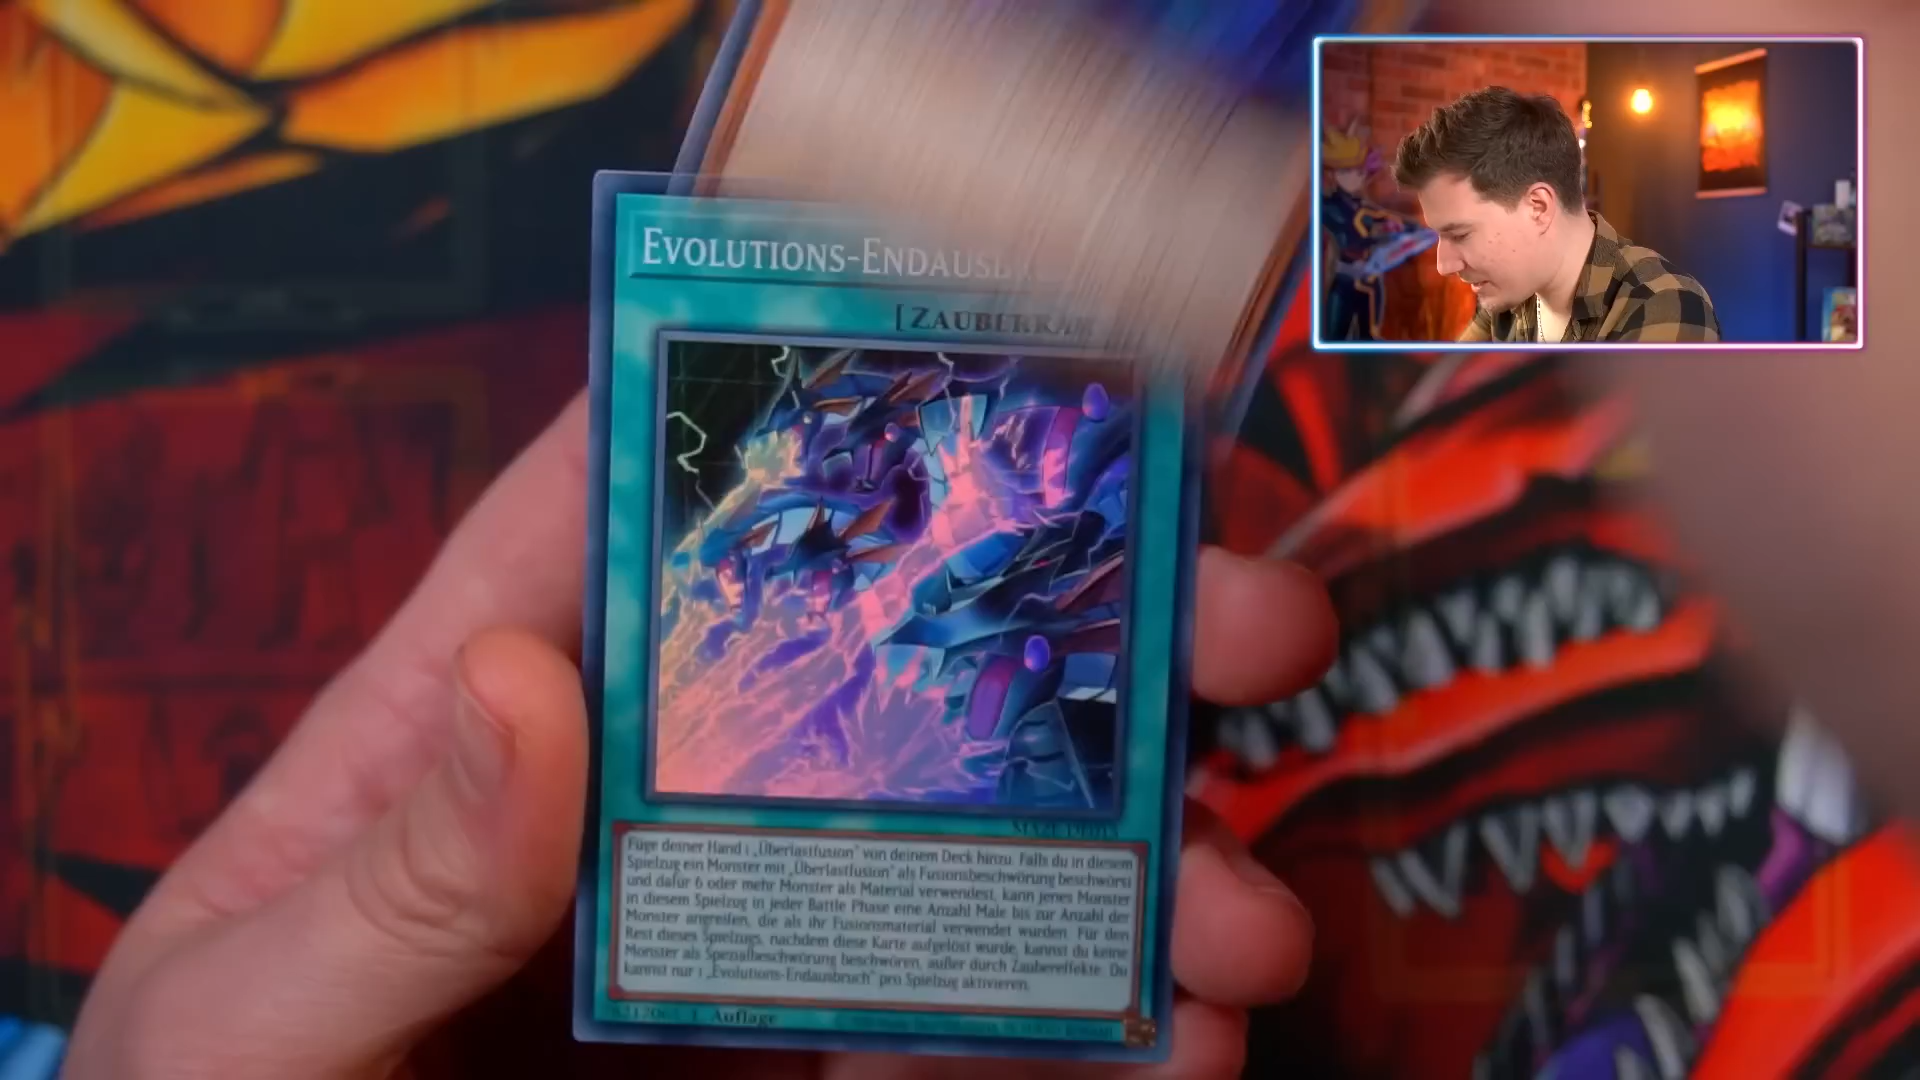 EVOLUTIONS-ENDAUSB
[ZAUBERKAR
MAZE-DE013
Füge deiner Hand 1 „Überlastfusion" von deinem Deck hinzu. Falls du in diesem
Spielzug ein Monster mit „Überlastfusion" als Fusionsbeschwörung beschworst
und dafür 6 oder mehr Monster als Material verwendest, kann jenes Monster
in diesem Spielzug in jeder Battle Phase eine Anzahl Male bis zur Anzahl der
Monster angreifen, die als ihr Fusionsmaterial verwendet wurden. Für den
Rest dieses Spielzugs, nachdem diese Karte aufgelöst wurde, kannst du keine
Monster als Spezialbeschwörung beschwören, außer durch Zaubereffekte. Du
kannst nur 1 „Evolutions-Endausbruch" pro Spielzug aktivieren.
1. Auflage